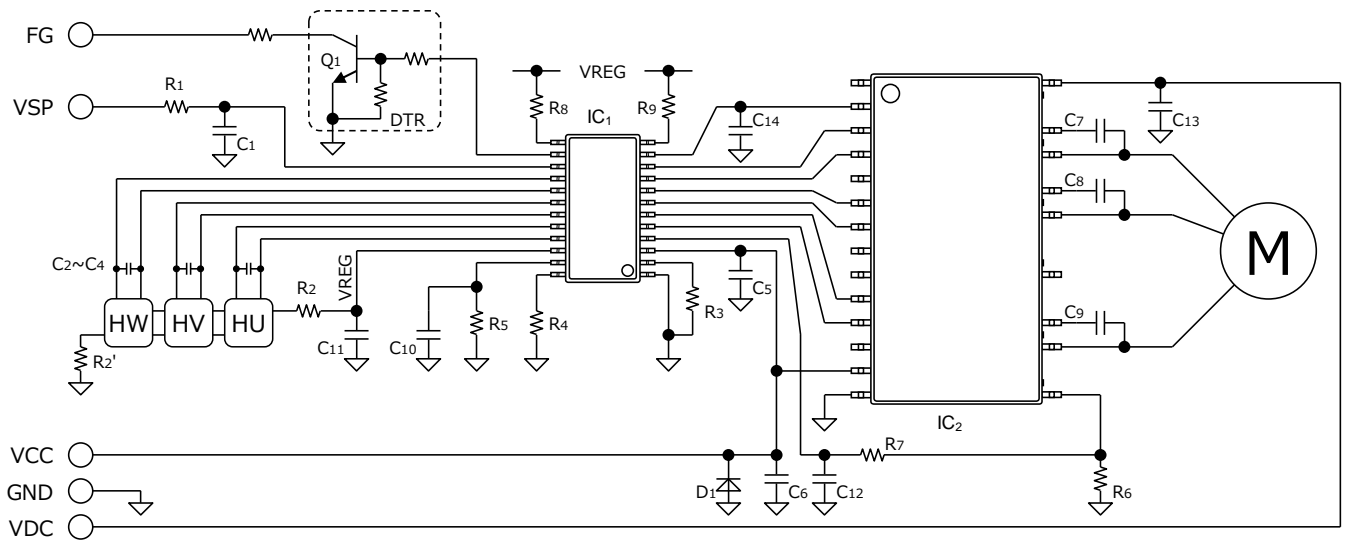 FG
Q1
DTR
VREG
R1
VSP
C1
R8
R9
IC1
C14
C7
C13
C8
M
C2~C4
R2
VREG
C5
R3
HW
HV
HU
C11
C10
R5
R4
C9
R2'
IC2
VCC
R7
GND
D1
C6
C12
R6
VDC